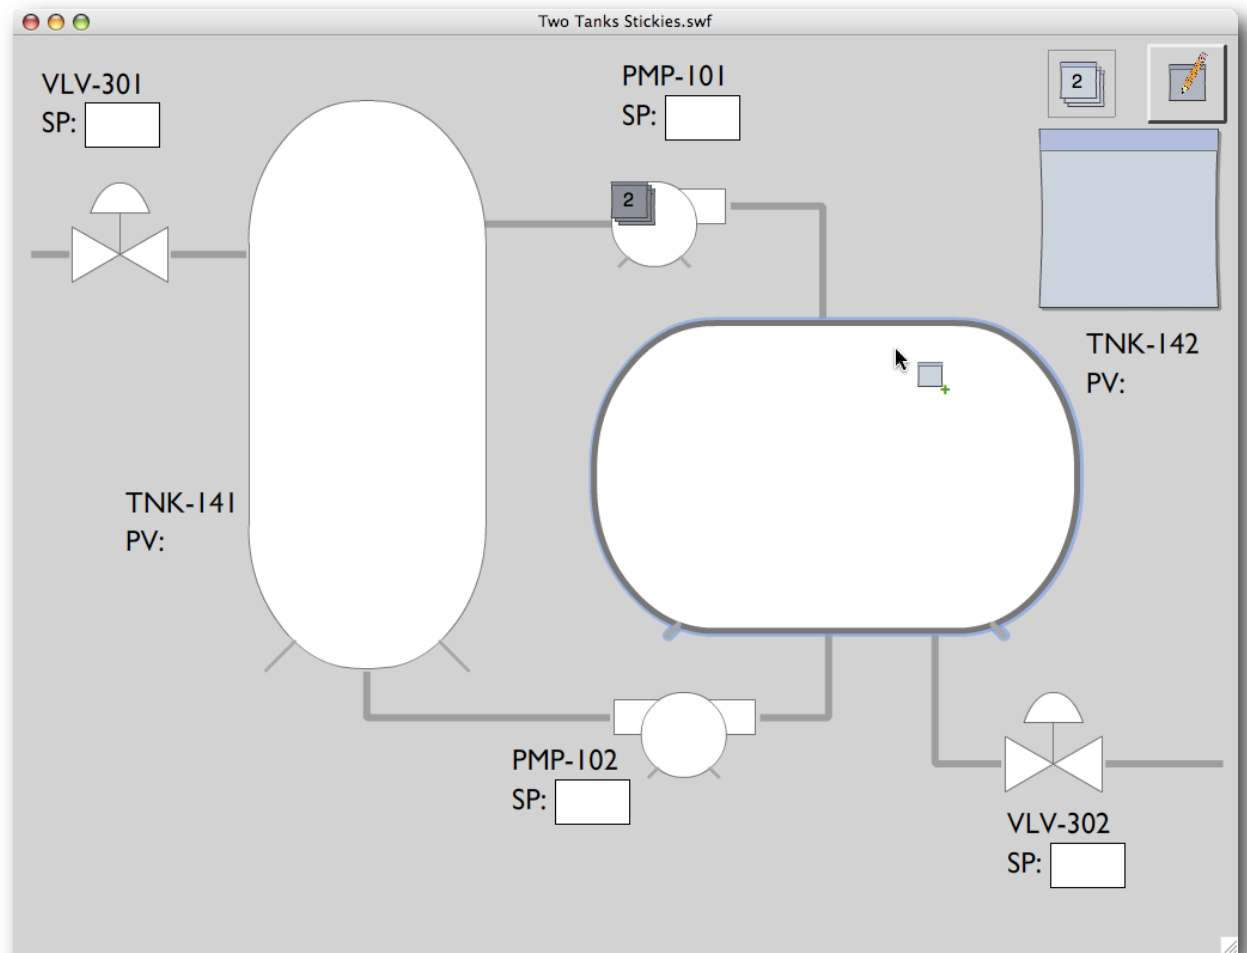 Two Tanks Stickies.swf
VLV-301
SP:
PMP-101
SP:
2
2
TNK-142
PV:
TNK-141
PV:
PMP-102
SP:
VLV-302
SP: